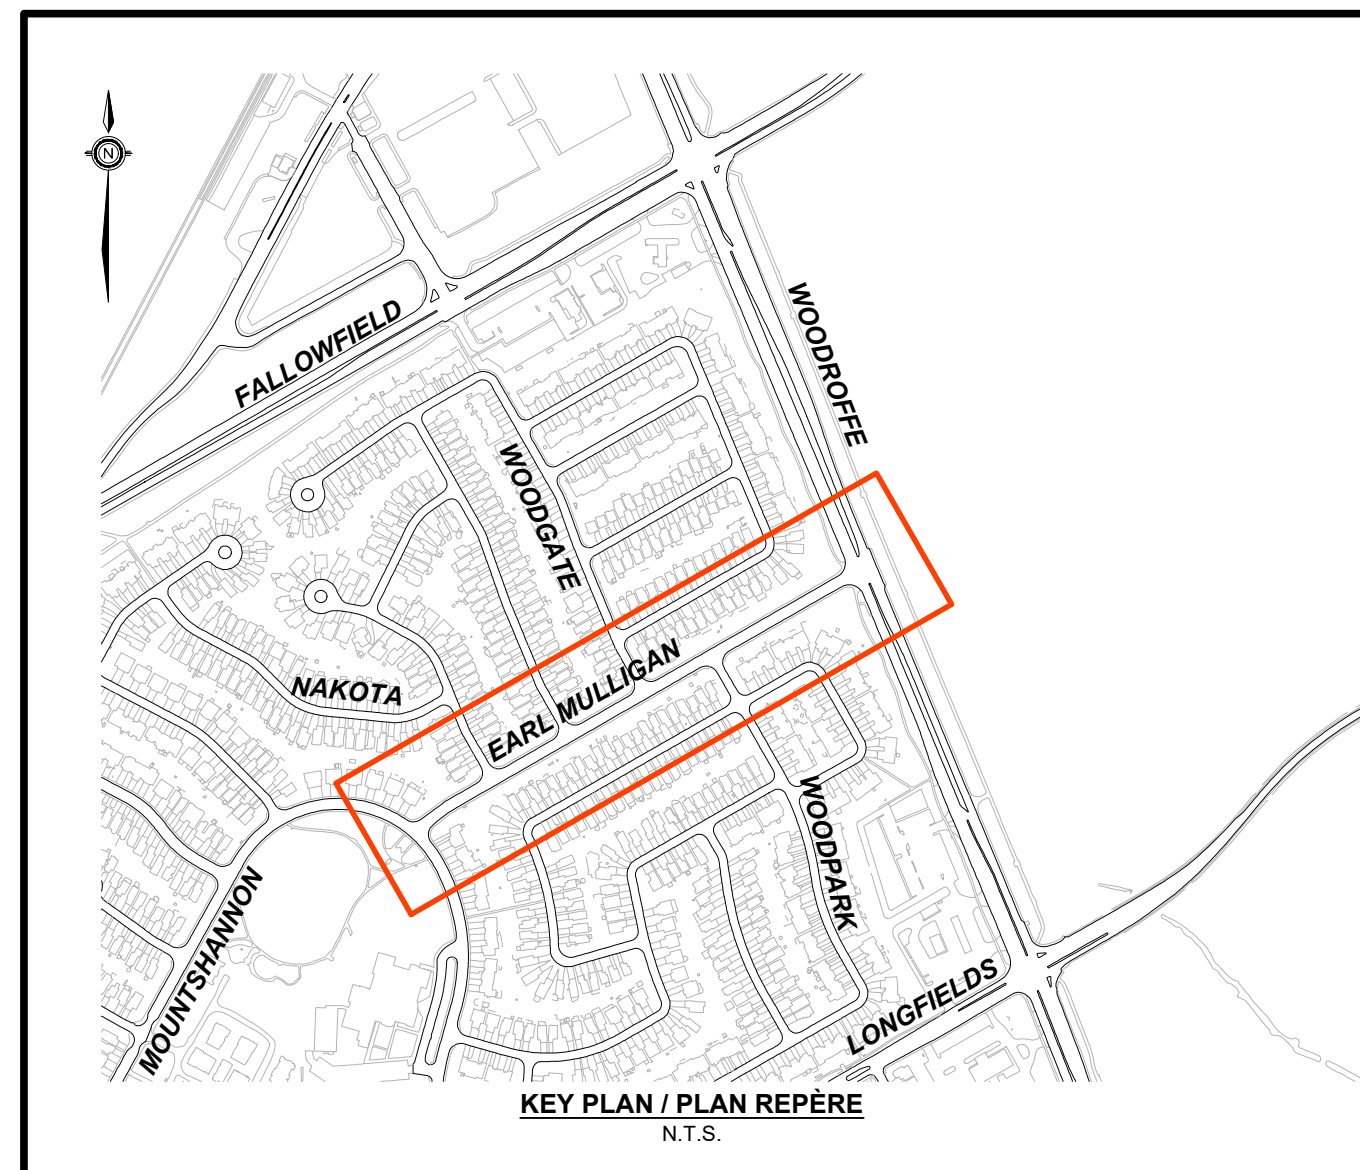 N
FALLOWFIELD
WOODROFFE
WOODGATE
EARL MULLIGAN
NAKOTA
WOODPARK
MOUNTSHANNON
LONGFIELDS
KEY PLAN / PLAN REPÈRE
N.T.S.